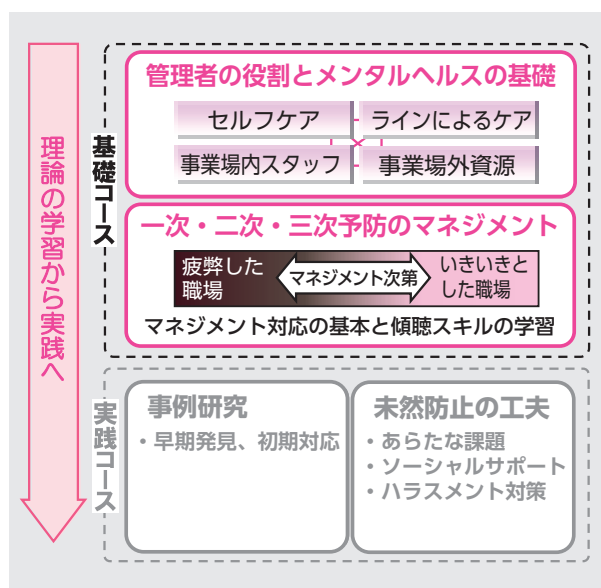 理論の学習から実践へ
基礎コース
管理者の役割とメンタルヘルスの基礎
セルフケア
ラインによるケア
事業場内スタッフ
事業場外資源
一次・二次・三次予防のマネジメント
疲弊した
職場
マネジメント次第
いきいきと
した職場
マネジメント対応の基本と傾聴スキルの学習
実践コース
事例研究
・早期発見、初期対応
未然防止の工夫
・あらたな課題
・ソーシャルサポート
・ハラスメント対策